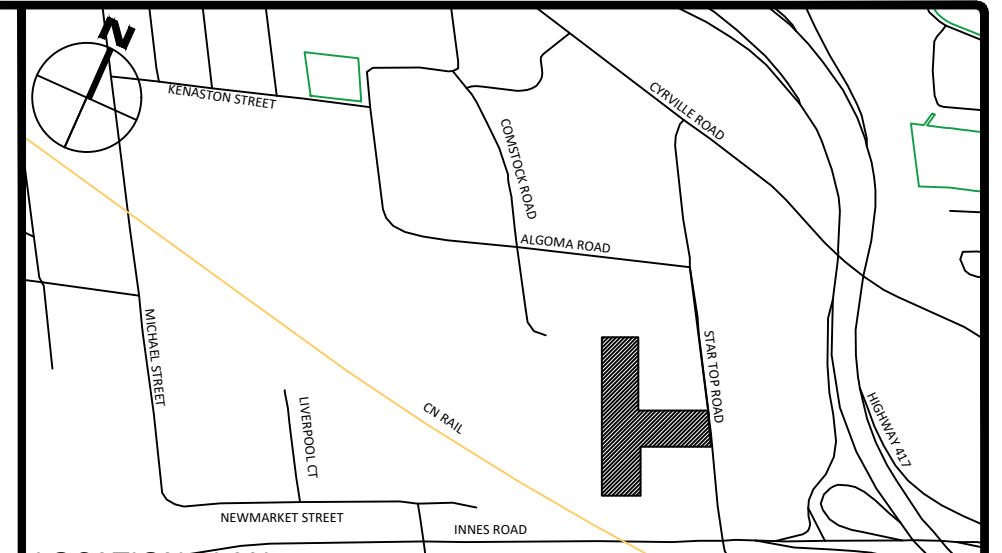 N
KENASTON STREET
CYRVILLE ROAD
COMSTOCK ROAD
ALGOMA ROAD
MICHAEL STREET
STAR TOP ROAD
LIVERPOOL CT
CN RAIL
HIGHWAY 417
NEWMARKET STREET
INNES ROAD